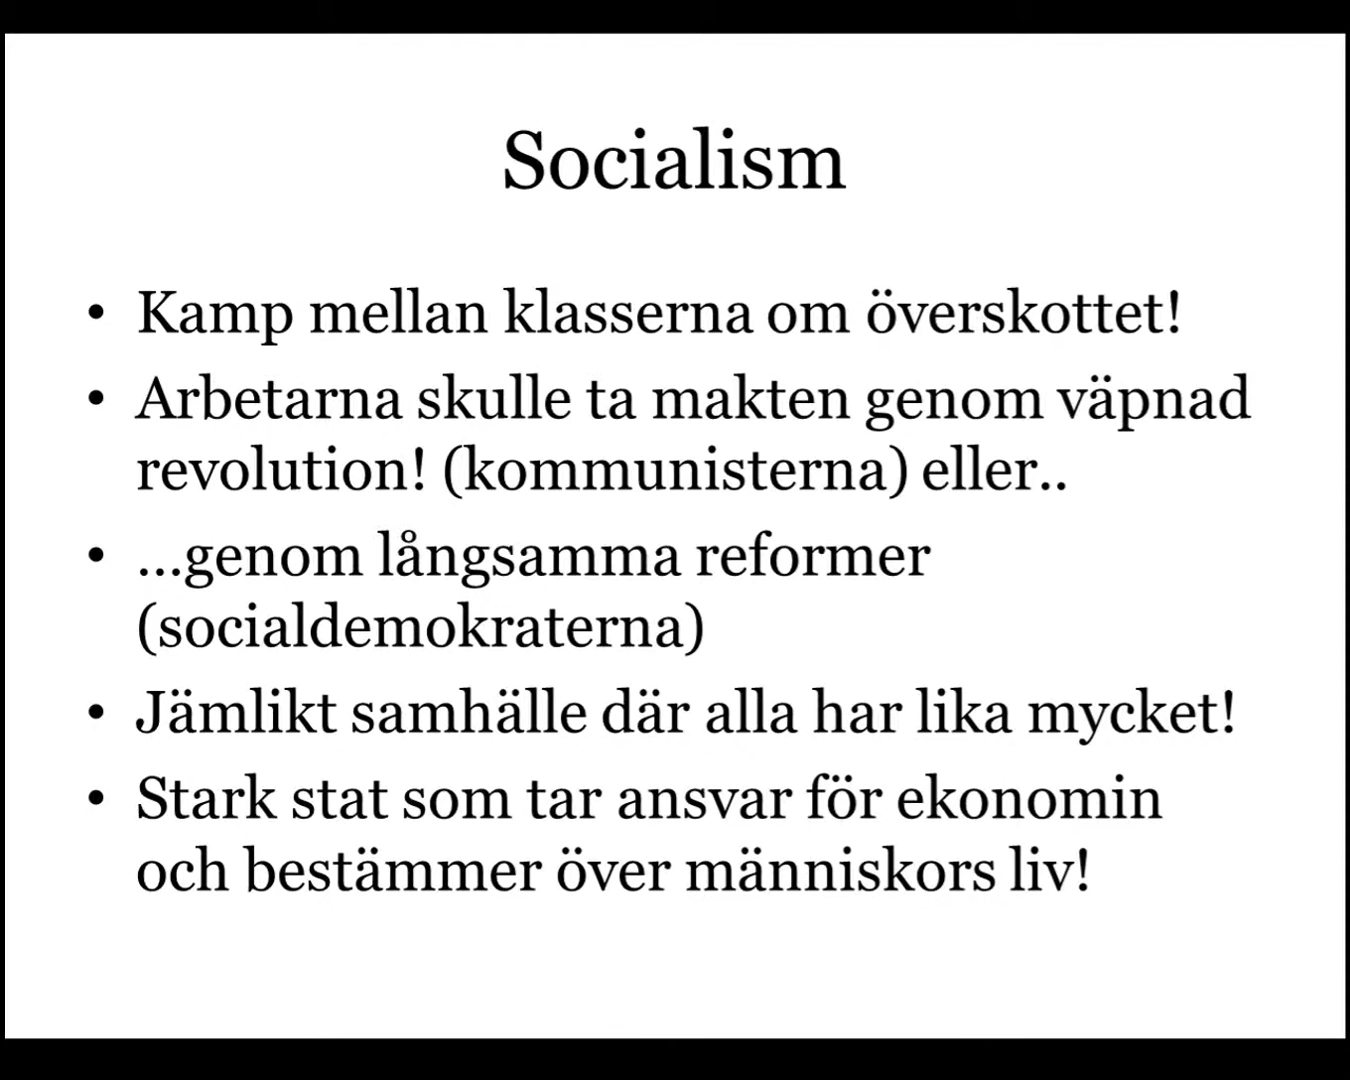 Socialism
• Kamp mellan klasserna om överskottet!
• Arbetarna skulle ta makten genom väpnad
revolution! (kommunisterna) eller..
• ...genom långsamma reformer
(socialdemokraterna)
• Jämlikt samhälle där alla har lika mycket!
• Stark stat som tar ansvar för ekonomin
och bestämmer över människors liv!